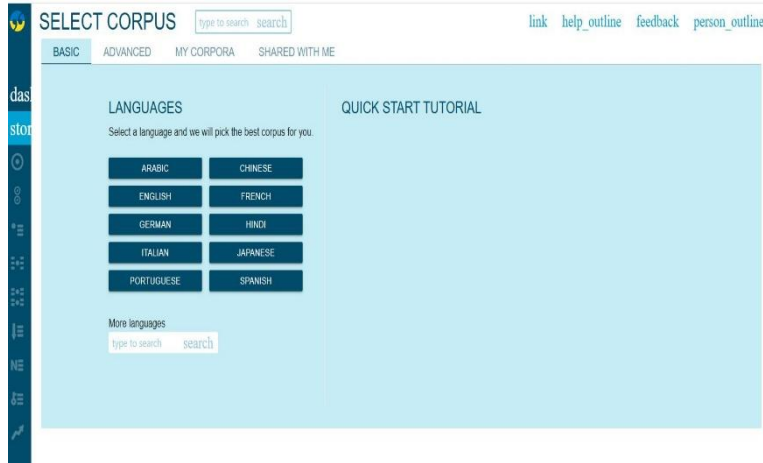 SELECT CORPUS type to search search link help_outline feedback person_outline
BASIC ADVANCED MY CORPORA SHARED WITH ME
das
stor
LANGUAGES
Select a language and we will pick the best corpus for you.
ARABIC CHINESE
ENGLISH FRENCH
GERMAN HINDI
ITALIAN JAPANESE
PORTUGUESE SPANISH
More languages
type to search search
QUICK START TUTORIAL